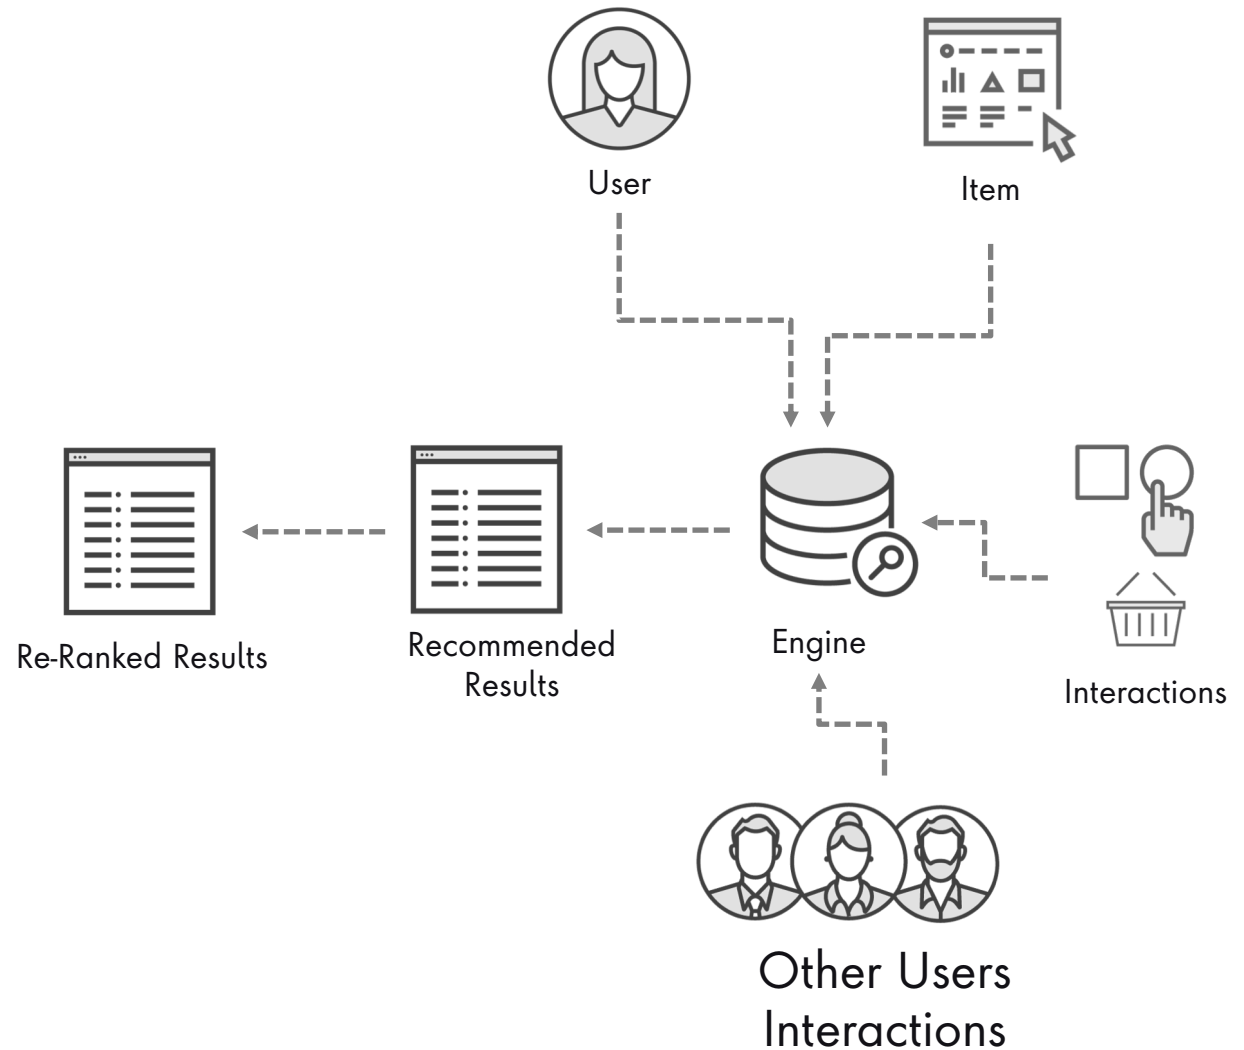 User
Item
Re-Ranked Results
Recommended
Results
Engine
Interactions
Other Users
Interactions